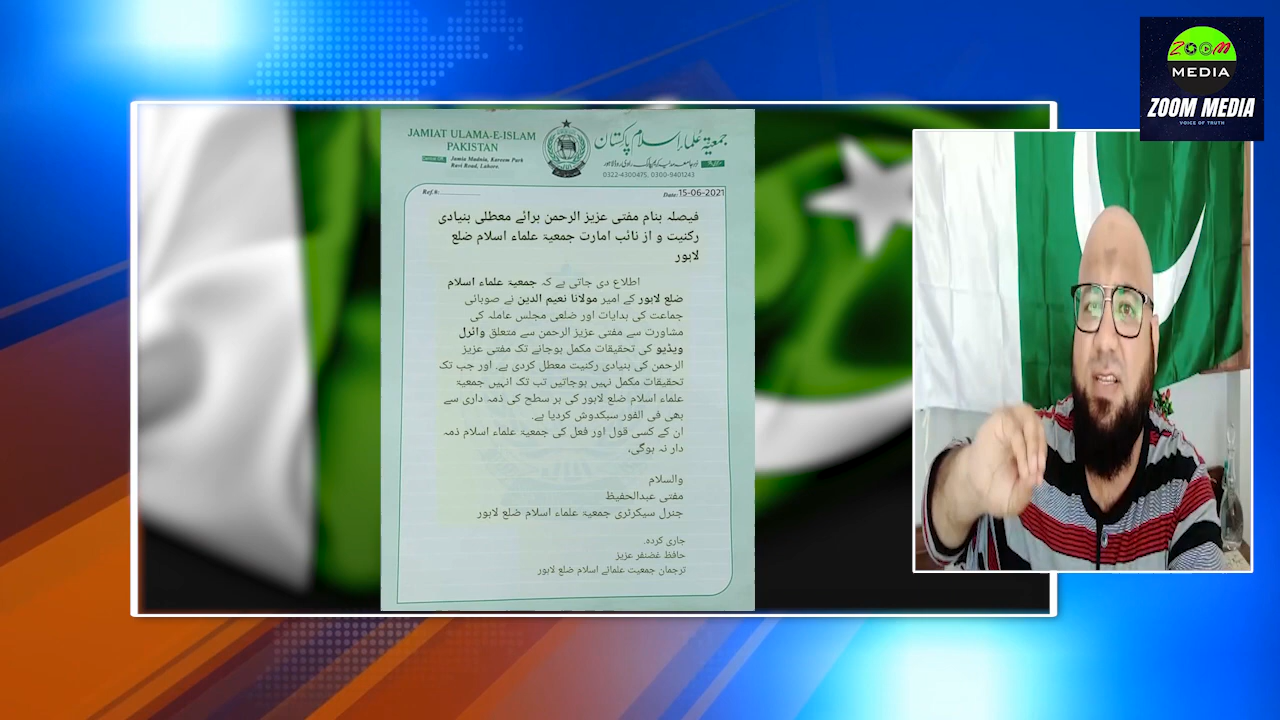 ZOOM
MEDIA
ZOOM MEDIA
VOICE OF TRUTH
JAMIAT ULAMA-E-ISLAM
PAKISTAN
جمعیۃ علماء اسلام پاکستان
Jamia Madnia, Kareem Park
Ravi Road, Lahore.
0322-4300475, 0300-9401243
Ref.#:
Date: 15-06-2021
فیصلہ بنام مفتی عزیز الرحمن برائے معطلی بنیادی
رکنیت و از نائب امارت جمعیۃ علماء اسلام ضلع
لاہور
اطلاع دی جاتی ہے کہ جمعیۃ علماء اسلام
ضلع لاہور کے امیر مولانا نعیم الدین نے صوبائی
جماعت کی ہدایات اور ضلعی مجلس عاملہ کی
مشاورت سے مفتی عزیز الرحمن سے متعلق وائرل
ویڈیو کی تحقیقات مکمل ہوجانے تک مفتی عزیز
الرحمن کی بنیادی رکنیت معطل کردی ہے. اور جب تک
تحقیقات مکمل نہیں ہوجاتیں تب تک انہیں جمعیۃ
علماء اسلام ضلع لاہور کی ہر سطح کی ذمہ داری سے
بھی فی الفور سبکدوش کردیا ہے.
ان کے کسی قول اور فعل کی جمعیۃ علماء اسلام ذمہ
دار نہ ہوگی،
والسلام
مفتی عبدالحفیظ
جنرل سیکرٹری جمعیۃ علماء اسلام ضلع لاہور
جاری کردہ.
حافظ غضنفر عزیز
ترجمان جمعیت علمائے اسلام ضلع لاہور